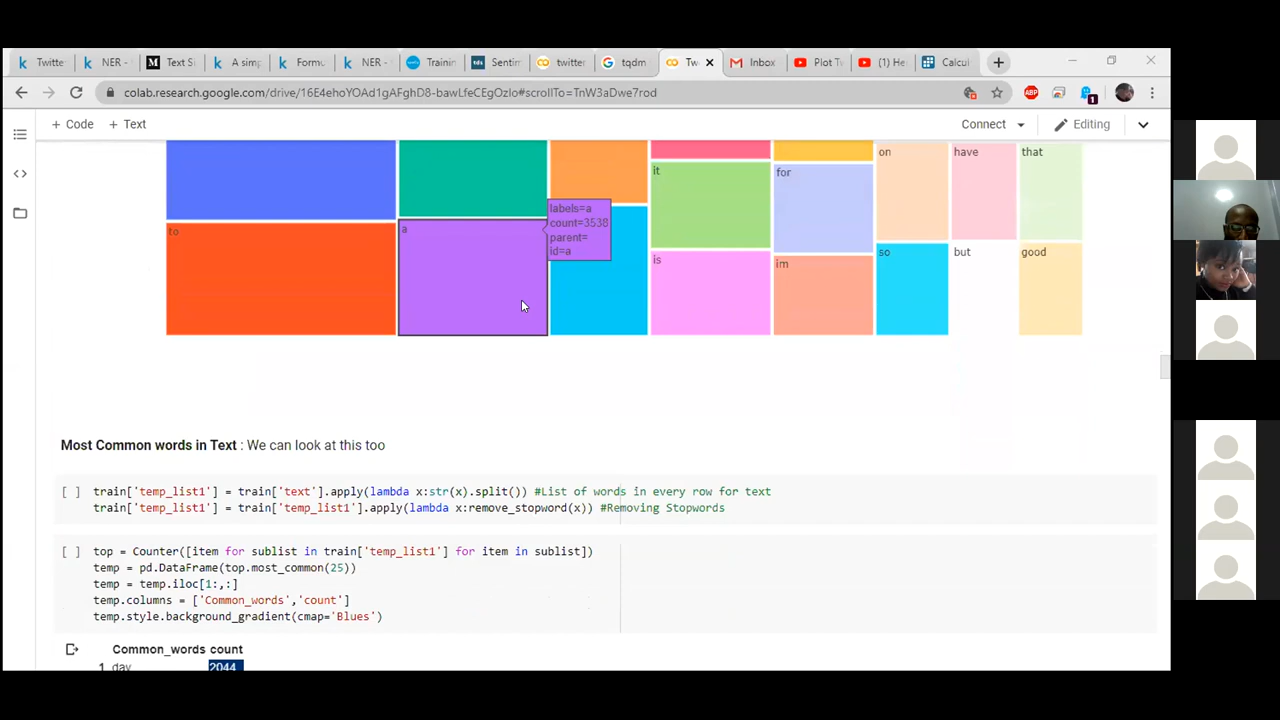 Twitte
NER -
Text S
A simp
Formu
NER -
Trainin
Sentim
twitter
tqdm
Tw
Inbox
Plot Tw
(1) He
Calcul
colab.research.google.com/drive/16E4ehoYOAd1gAFghD8-bawLfeCEgOzlo#scrollTo=TnW3aDwe7rod
ABP
1
+ Code + Text
Connect
Editing
to
a
labels=a
count=3538
parent=
id=a
it
is
for
im
on
so
have
but
that
good
Most Common words in Text : We can look at this too
[ ] train['temp_list1'] = train['text'].apply(lambda x:str(x).split()) #List of words in every row for text
train['temp_list1'] = train['temp_list1'].apply(lambda x:remove_stopword(x)) #Removing Stopwords
[ ] top = Counter([item for sublist in train['temp_list1'] for item in sublist])
temp = pd.DataFrame(top.most_common(25))
temp = temp.iloc[1:,:]
temp.columns = ['Common_words','count']
temp.style.background_gradient(cmap='Blues')
Common_words count
1 day 2044